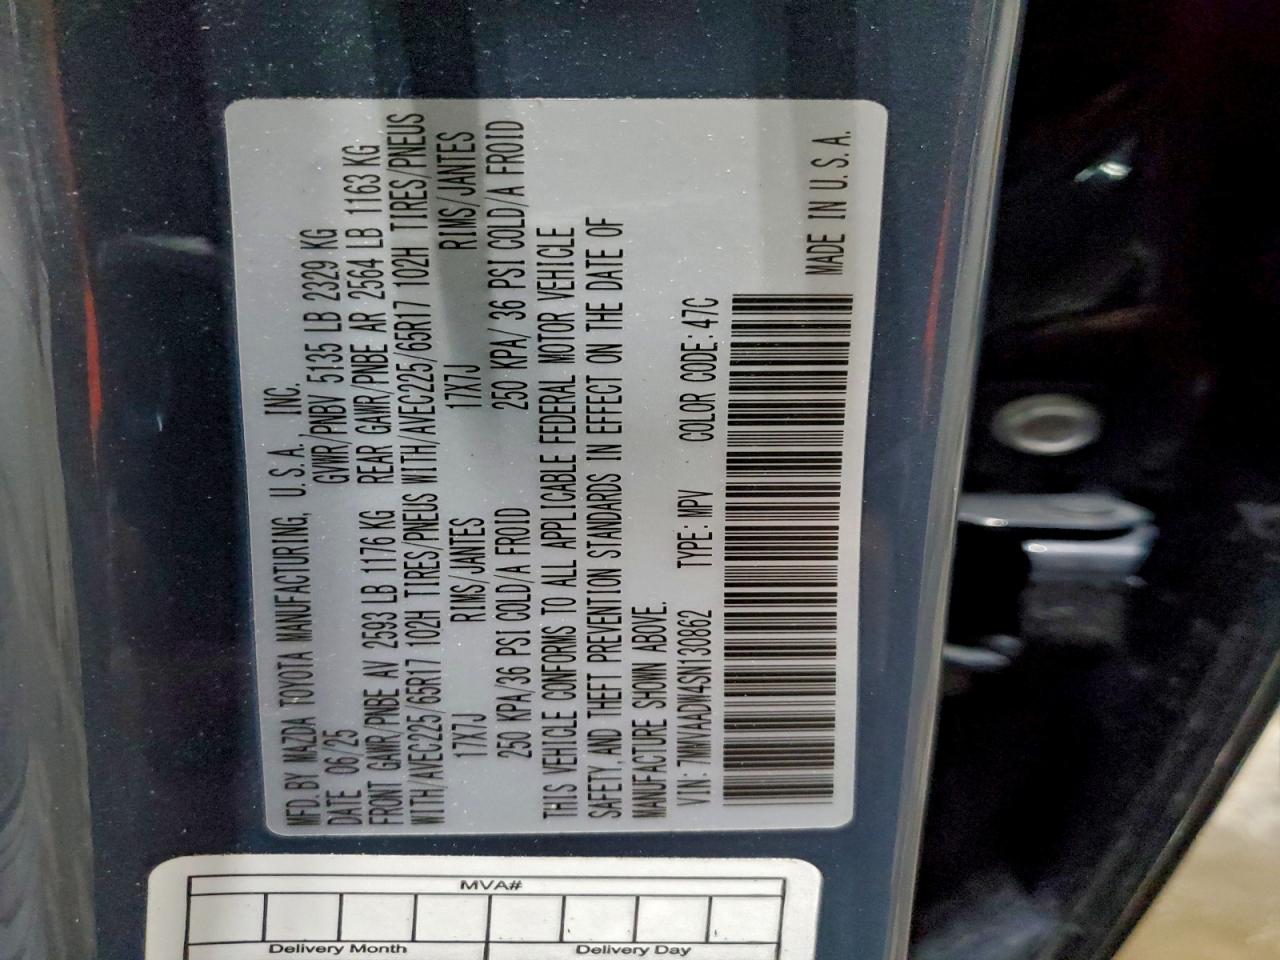 MFD. BY MAZDA TOYOTA MANUFACTURING, U.S.A., INC.
DATE 06/25 GVWR/PNBV 5135 LB 2329 KG
FRONT GAWR/PNBE AV 2593 LB 1176 KG REAR GAWR/PNBE AR 2564 LB 1163 KG
WITH/AVEC225/65R17 102H TIRES/PNEUS WITH/AVEC225/65R17 102H TIRES/PNEUS
17X7J RIMS/JANTES 17X7J RIMS/JANTES
250 KPA/36 PSI COLD/A FROID 250 KPA/ 36 PSI COLD/A FROID
THIS VEHICLE CONFORMS TO ALL APPLICABLE FEDERAL MOTOR VEHICLE
SAFETY, AND THEFT PREVENTION STANDARDS IN EFFECT ON THE DATE OF
MANUFACTURE SHOWN ABOVE.
VIN: 7MMVAADW4SN130862 TYPE: MPV COLOR CODE: 47C
MADE IN U.S.A.
MVA#
Delivery Month Delivery Day